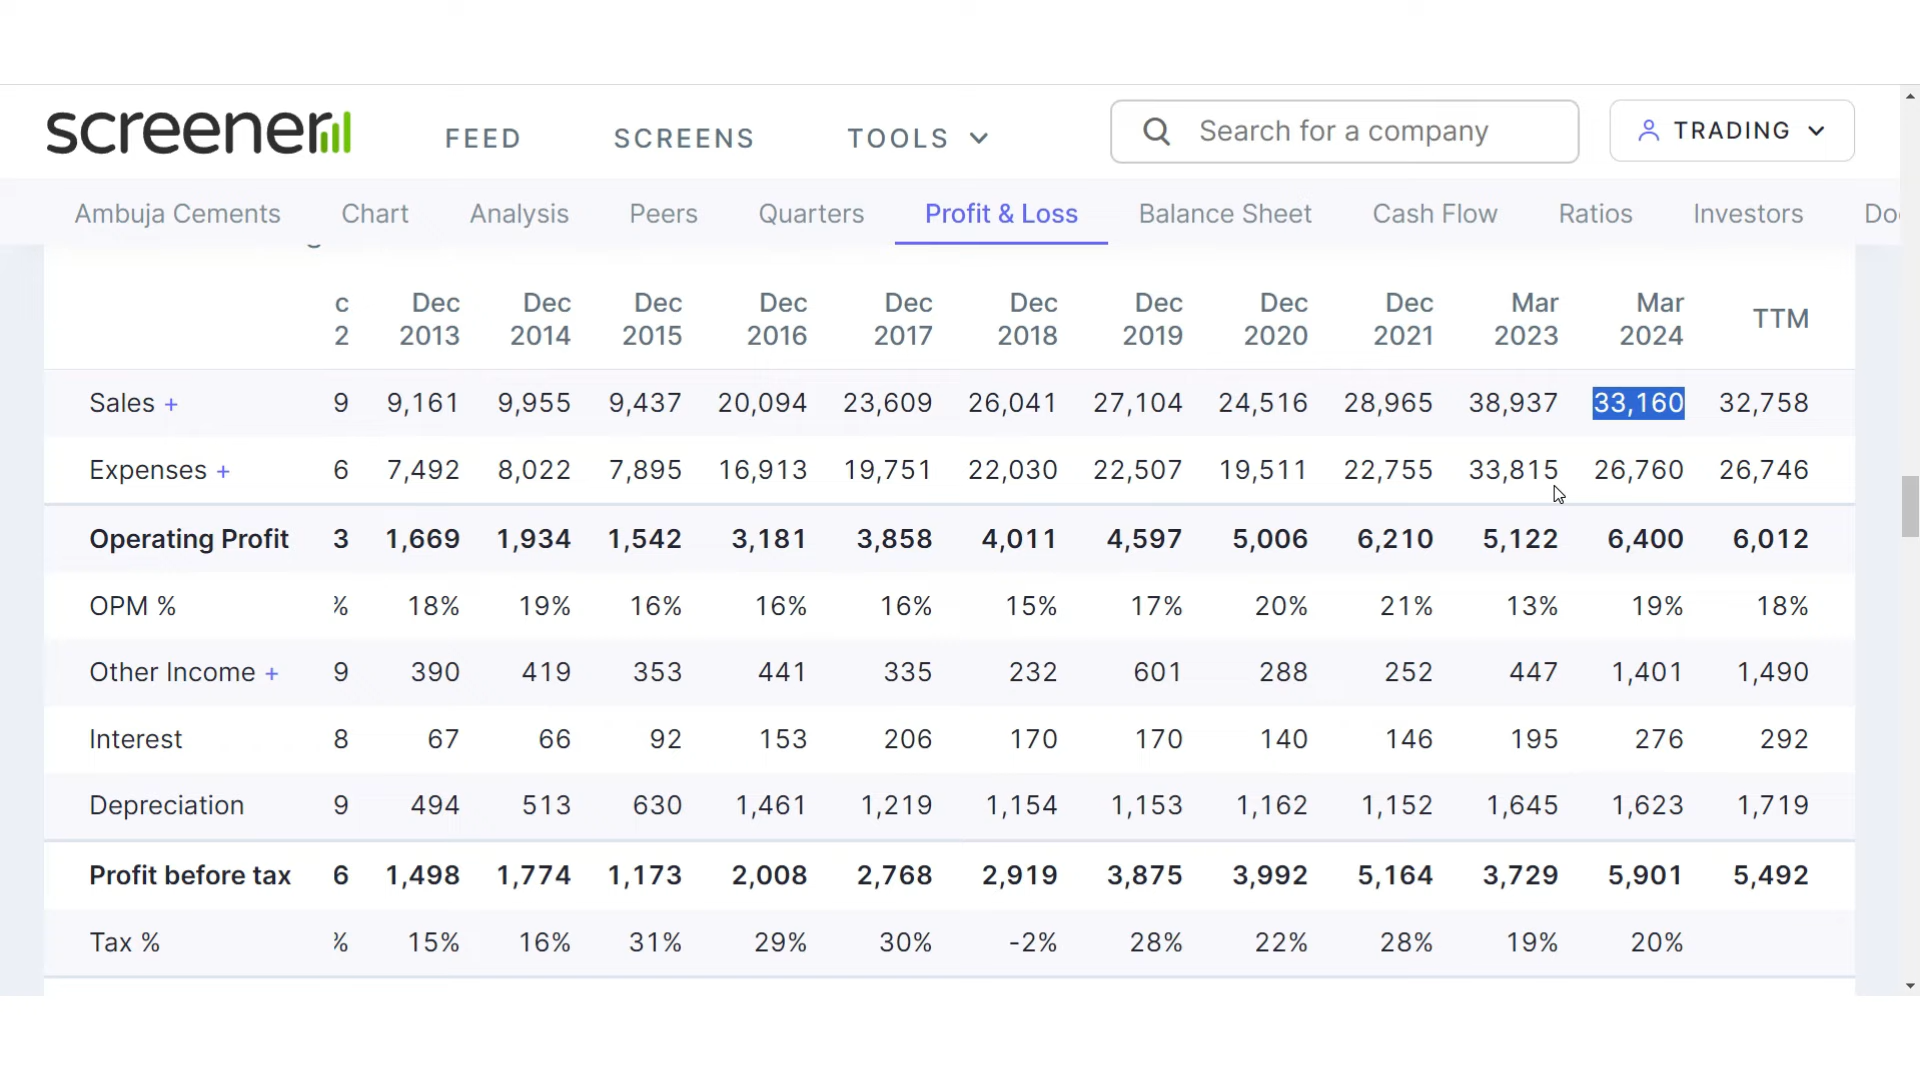 screener
FEED SCREENS TOOLS Search for a company TRADING
Ambuja Cements Chart Analysis Peers Quarters Profit & Loss Balance Sheet Cash Flow Ratios Investors Do
c Dec Dec Dec Dec Dec Dec Dec Dec Dec Mar Mar TTM
2 2013 2014 2015 2016 2017 2018 2019 2020 2021 2023 2024
Sales + 9 9,161 9,955 9,437 20,094 23,609 26,041 27,104 24,516 28,965 38,937 33,160 32,758
Expenses + 6 7,492 8,022 7,895 16,913 19,751 22,030 22,507 19,511 22,755 33,815 26,760 26,746
Operating Profit 3 1,669 1,934 1,542 3,181 3,858 4,011 4,597 5,006 6,210 5,122 6,400 6,012
OPM % % 18% 19% 16% 16% 16% 15% 17% 20% 21% 13% 19% 18%
Other Income + 9 390 419 353 441 335 232 601 288 252 447 1,401 1,490
Interest 8 67 66 92 153 206 170 170 140 146 195 276 292
Depreciation 9 494 513 630 1,461 1,219 1,154 1,153 1,162 1,152 1,645 1,623 1,719
Profit before tax 6 1,498 1,774 1,173 2,008 2,768 2,919 3,875 3,992 5,164 3,729 5,901 5,492
Tax % % 15% 16% 31% 29% 30% -2% 28% 22% 28% 19% 20%